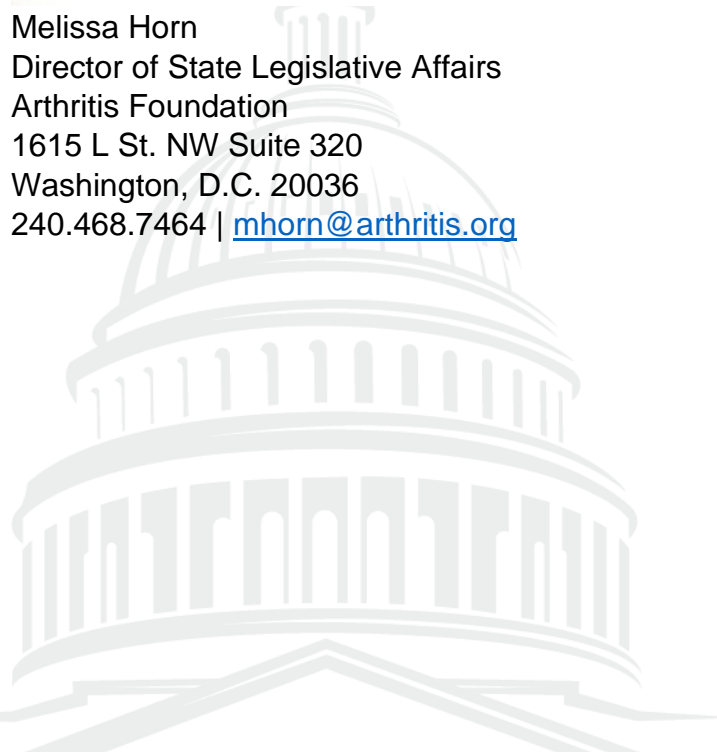 Melissa Horn
Director of State Legislative Affairs
Arthritis Foundation
1615 L St. NW Suite 320
Washington, D.C. 20036
240.468.7464 | mhorn@arthritis.org